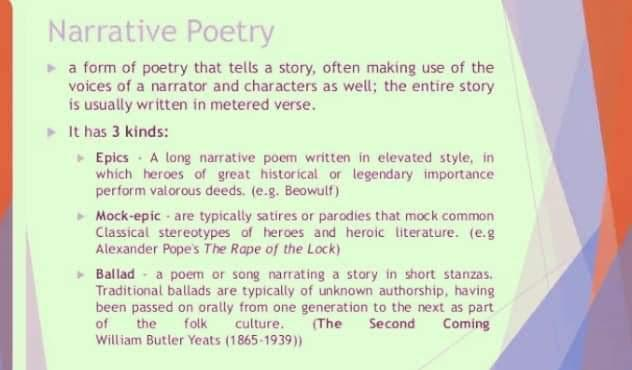 Narrative Poetry
a form of poetry that tells a story, often making use of the
voices of a narrator and characters as well; the entire story
is usually written in metered verse.
It has 3 kinds:
Epics - A long narrative poem written in elevated style, in
which heroes of great historical or legendary importance
perform valorous deeds. (e.g. Beowulf)
Mock-epic - are typically satires or parodies that mock common
Classical stereotypes of heroes and heroic literature. (e.g
Alexander Pope's The Rape of the Lock)
Ballad - a poem or song narrating a story in short stanzas.
Traditional ballads are typically of unknown authorship, having
been passed on orally from one generation to the next as part
of the folk culture. (The Second Coming
William Butler Yeats (1865-1939))